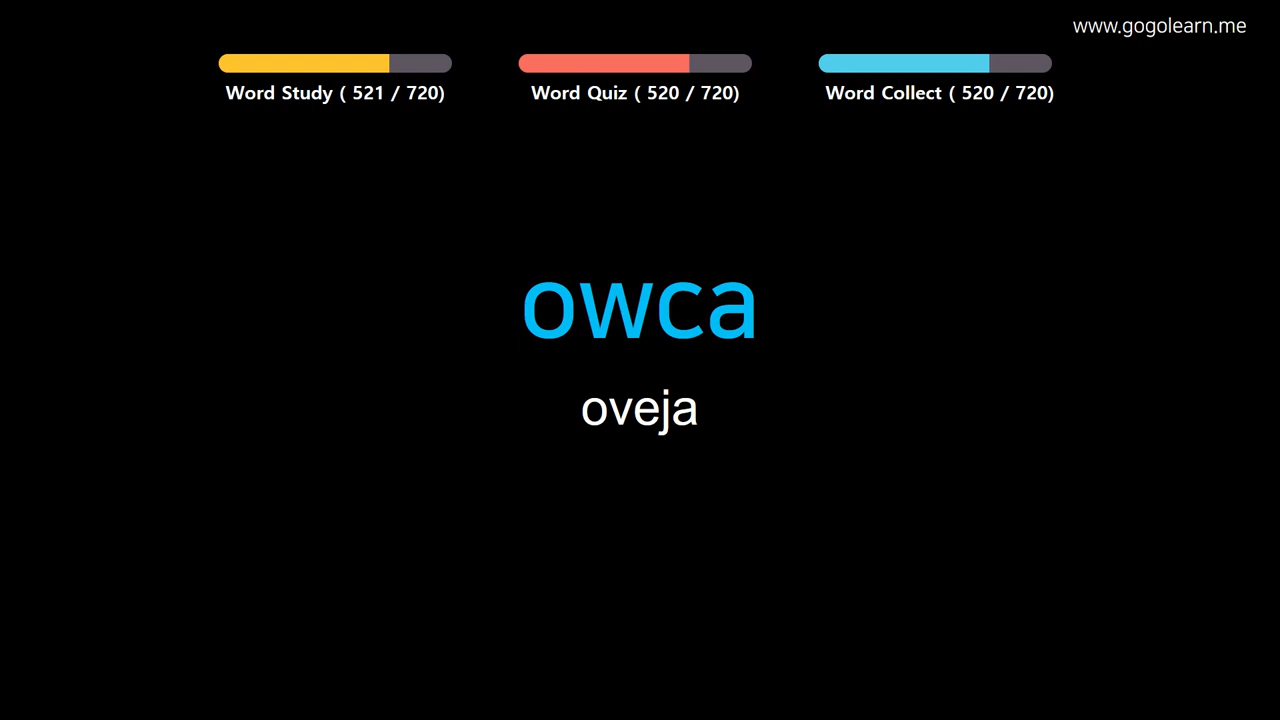 www.gogolearn.me
Word Study ( 521 / 720)
Word Quiz ( 520 / 720)
Word Collect ( 520 / 720)
owca
oveja